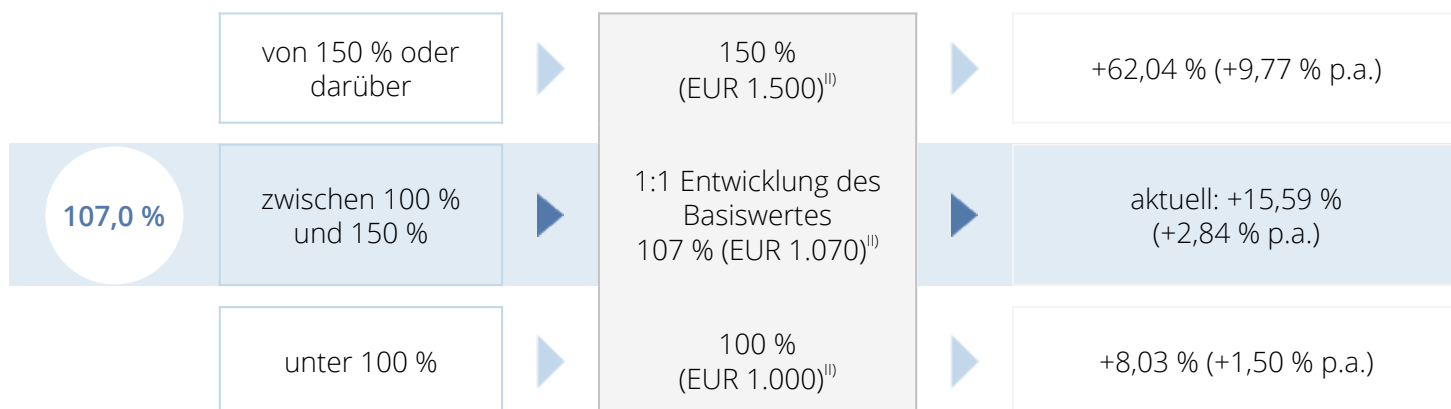 von 150 % oder
darüber
150 %
(EUR 1.500)II)
+62,04 % (+9,77 % p.a.)
107,0 %
zwischen 100 %
und 150 %
1:1 Entwicklung des
Basiswertes
107 % (EUR 1.070)II)
aktuell: +15,59 %
(+2,84 % p.a.)
unter 100 %
100 %
(EUR 1.000)II)
+8,03 % (+1,50 % p.a.)